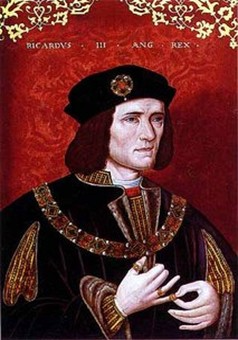 RICARDVS · III · ANG · REX ·